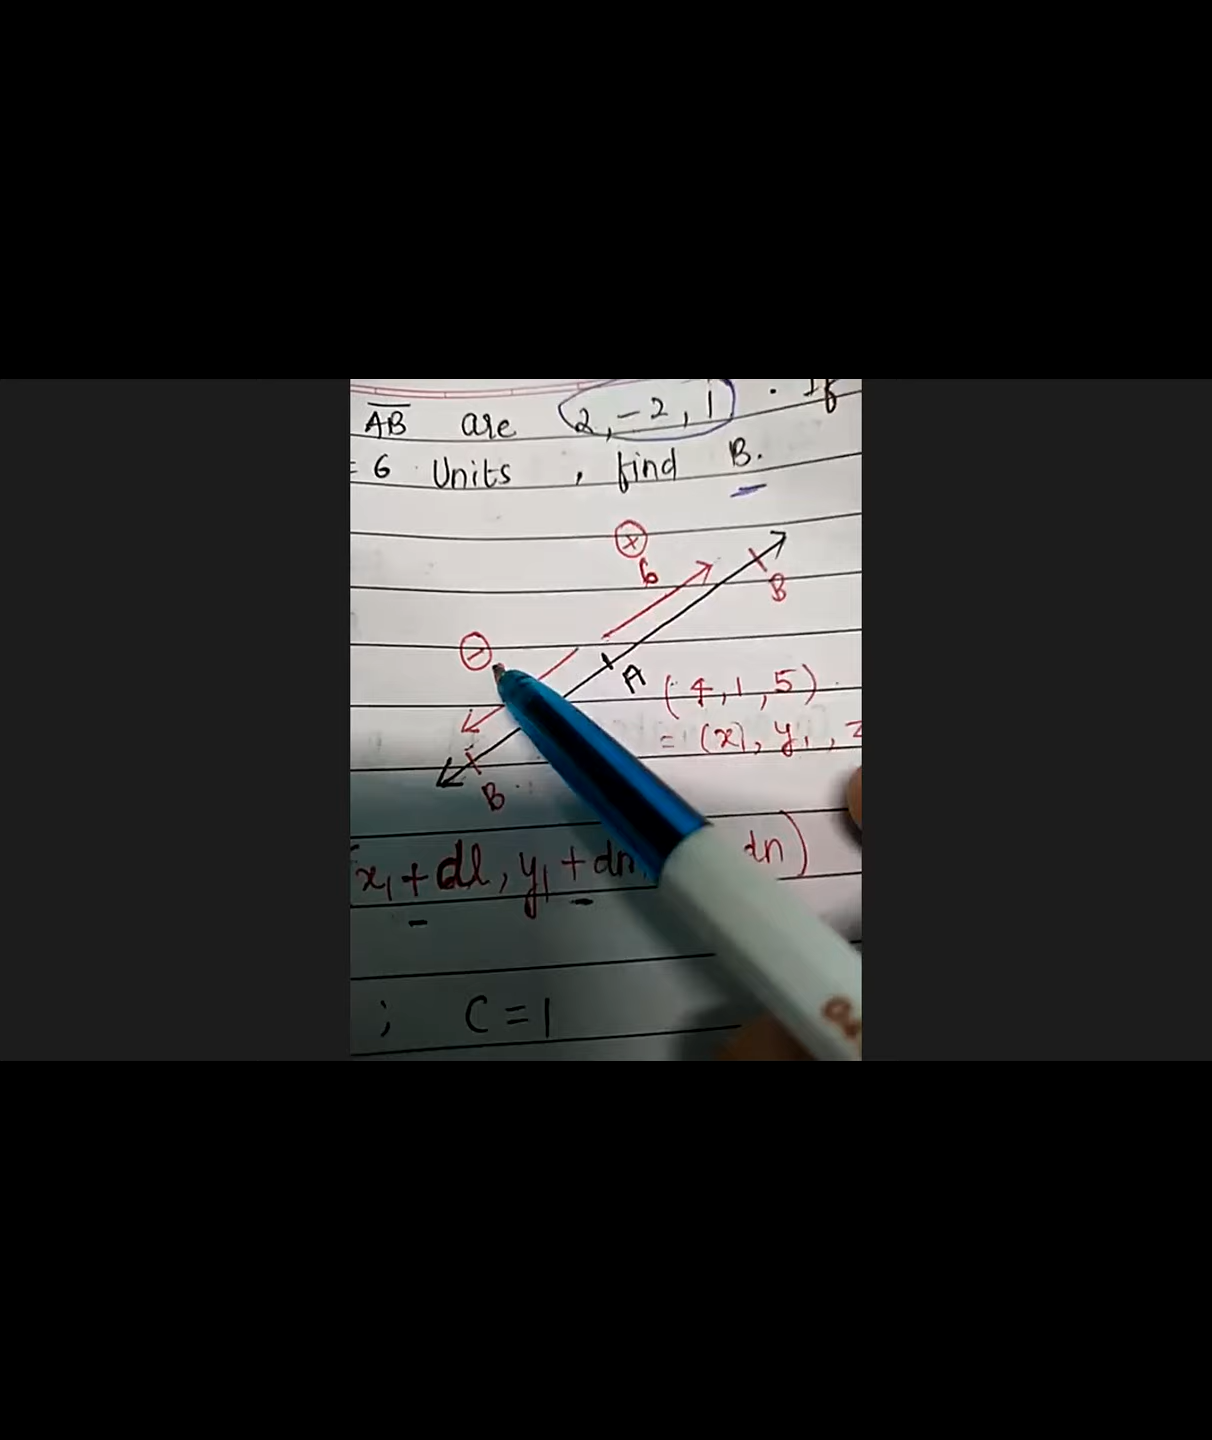 AB are 2, -2, 1 . If
= 6 Units , find B.
+
6
B
-
A
(4, 1, 5)
= (x₁, y₁, z
B
(x₁ + dl, y₁ + dm dn)
; C = 1